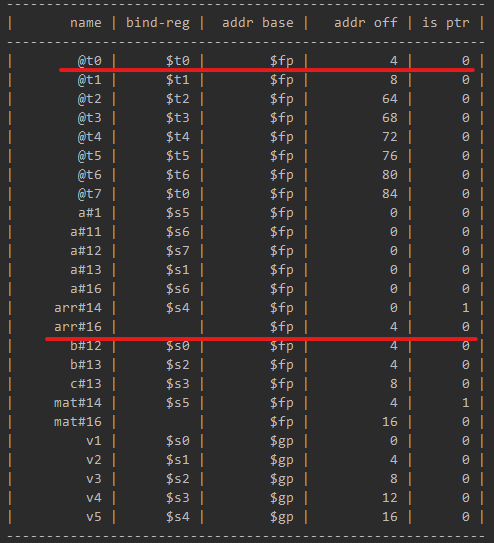 --------------------------------------------------------------
| name | bind-reg | addr base | addr off | is ptr |
--------------------------------------------------------------
| @t0 | $t0 | $fp | 4 | 0 |
| @t1 | $t1 | $fp | 8 | 0 |
| @t2 | $t2 | $fp | 64 | 0 |
| @t3 | $t3 | $fp | 68 | 0 |
| @t4 | $t4 | $fp | 72 | 0 |
| @t5 | $t5 | $fp | 76 | 0 |
| @t6 | $t6 | $fp | 80 | 0 |
| @t7 | $t0 | $fp | 84 | 0 |
| a#1 | $s5 | $fp | 0 | 0 |
| a#11 | $s6 | $fp | 0 | 0 |
| a#12 | $s7 | $fp | 0 | 0 |
| a#13 | $s1 | $fp | 0 | 0 |
| a#16 | $s6 | $fp | 0 | 0 |
| arr#14 | $s4 | $fp | 0 | 1 |
| arr#16 | | $fp | 4 | 0 |
| b#12 | $s0 | $fp | 4 | 0 |
| b#13 | $s2 | $fp | 4 | 0 |
| c#13 | $s3 | $fp | 8 | 0 |
| mat#14 | $s5 | $fp | 4 | 1 |
| mat#16 | | $fp | 16 | 0 |
| v1 | $s0 | $gp | 0 | 0 |
| v2 | $s1 | $gp | 4 | 0 |
| v3 | $s2 | $gp | 8 | 0 |
| v4 | $s3 | $gp | 12 | 0 |
| v5 | $s4 | $gp | 16 | 0 |
--------------------------------------------------------------